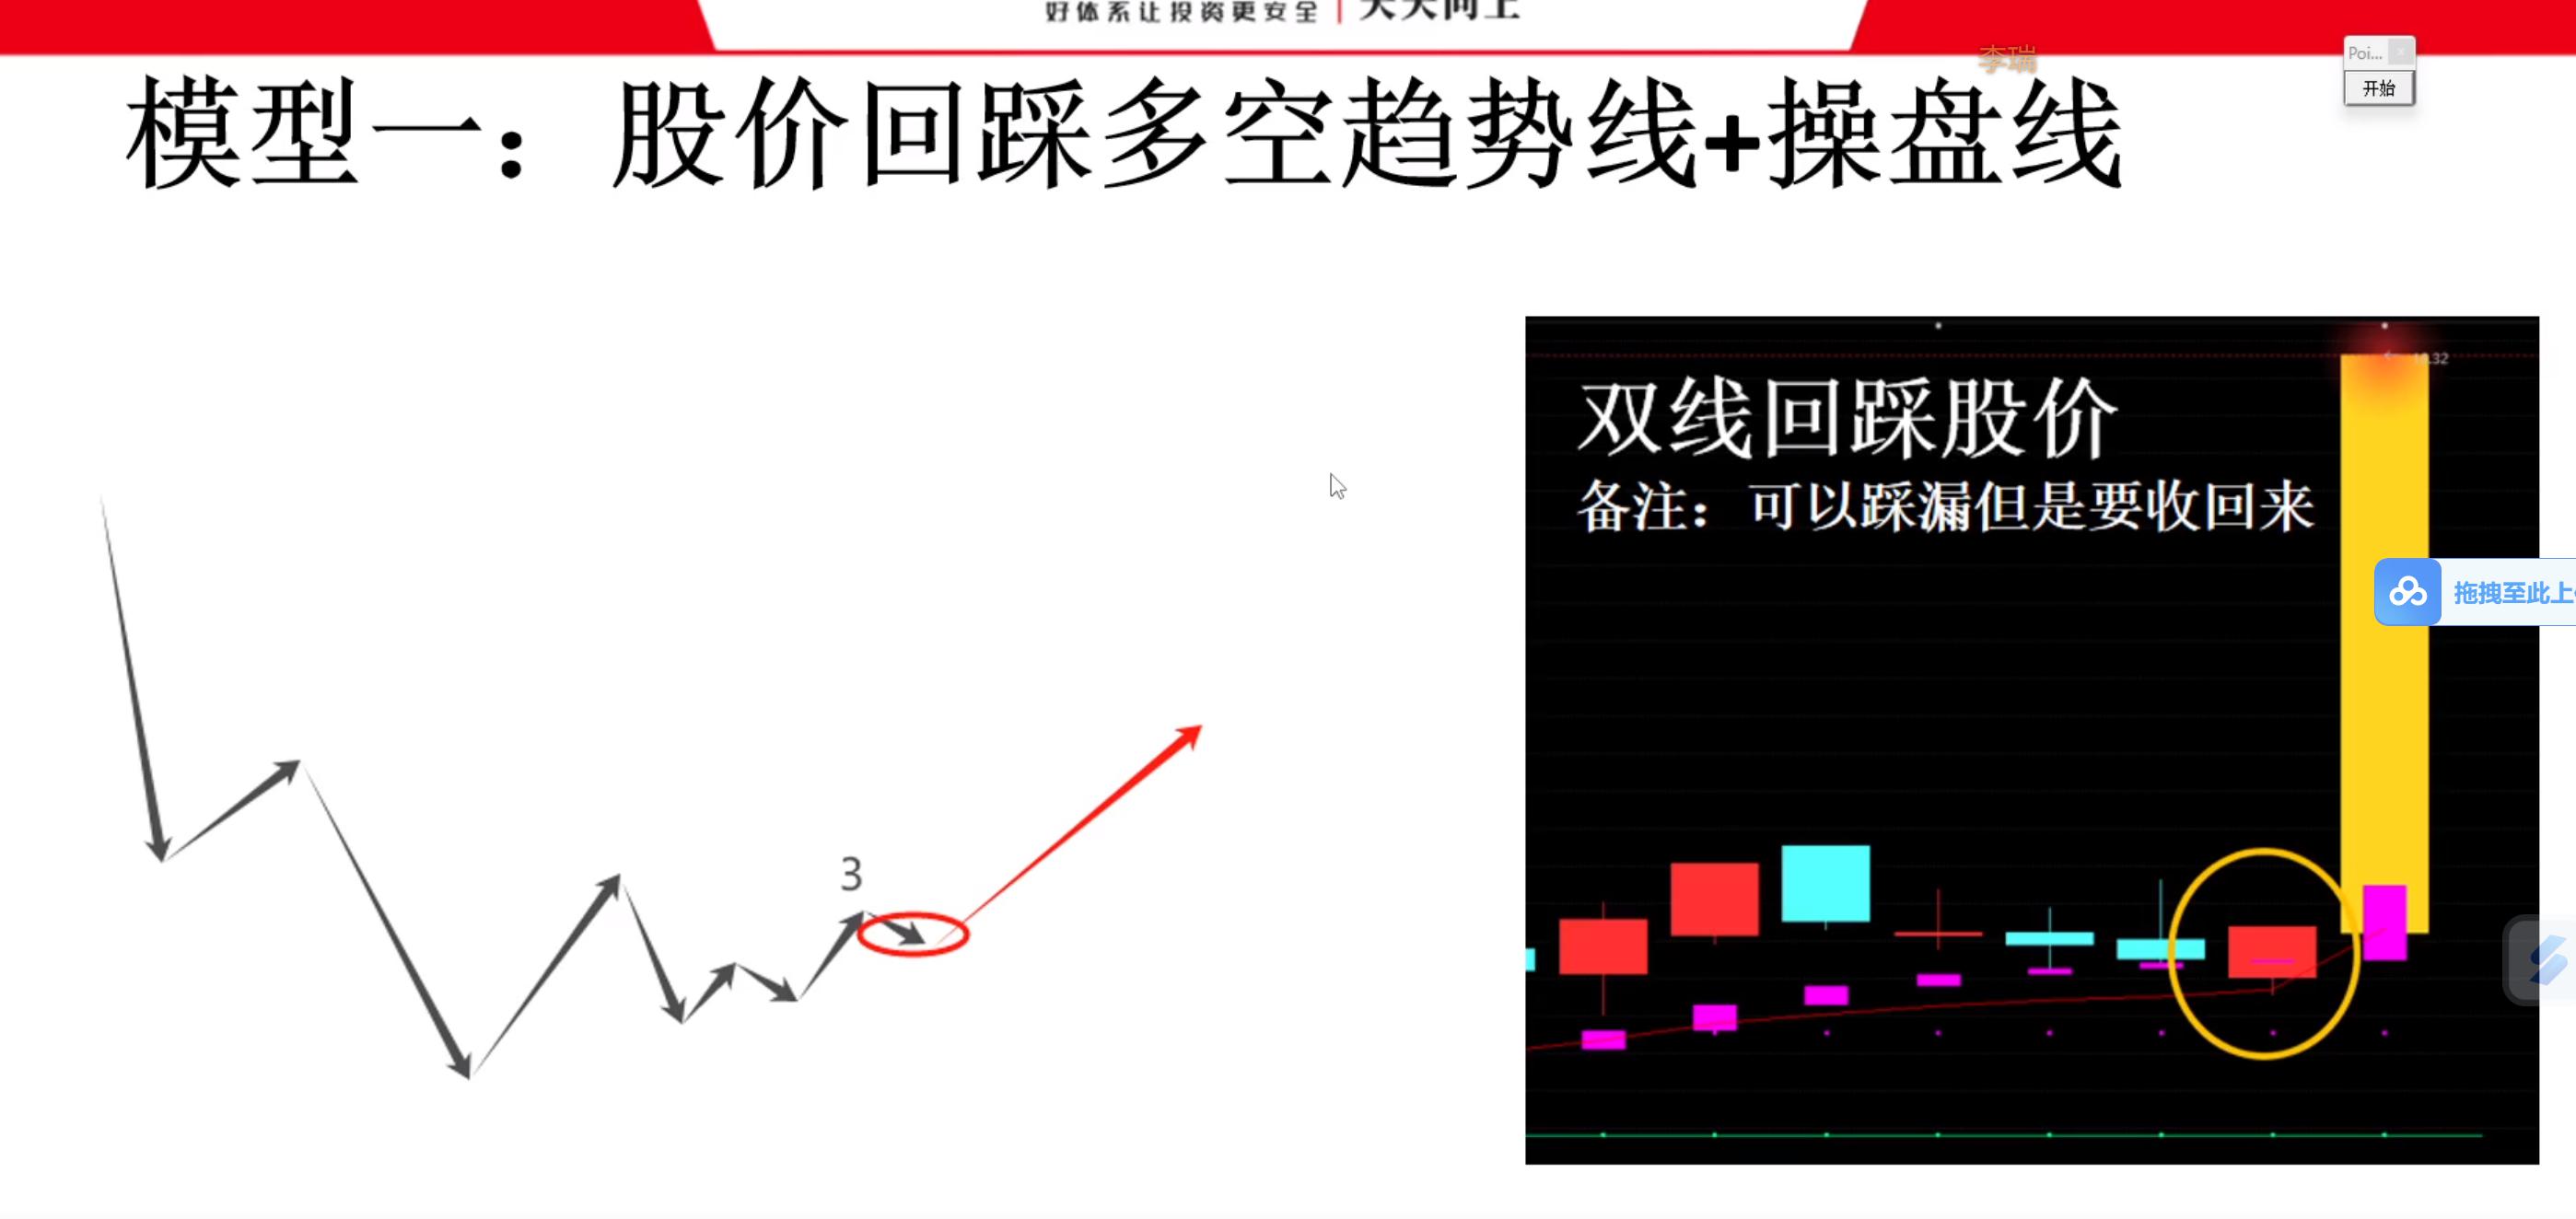 好体系让投资更安全 | 天天向上
李瑞
Poi...
开始
模型一：股价回踩多空趋势线+操盘线
双线回踩股价
备注：可以踩漏但是要收回来
拖拽至此上
3